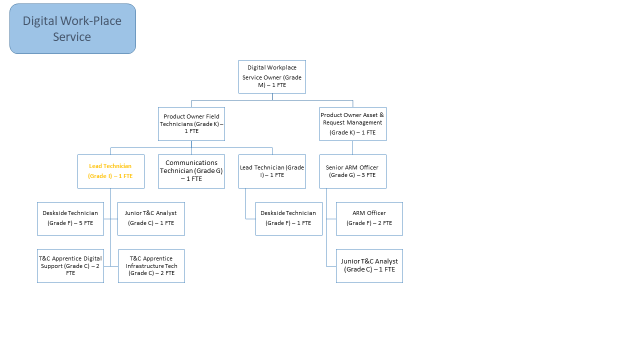 Digital Work-Place
Service
Digital Workplace
Service Owner (Grade
M) – 1 FTE
Product Owner Field
Technicians (Grade K) –
1 FTE
Product Owner Asset &
Request Management
(Grade K) – 1 FTE
Lead Technician
(Grade I) – 1 FTE
Communications
Technician (Grade G)
– 1 FTE
Lead Technician (Grade
I) – 1 FTE
Senior ARM Officer
(Grade G) – 3 FTE
Deskside Technician
(Grade F) – 5 FTE
Junior T&C Analyst
(Grade C) – 1 FTE
Deskside Technician
(Grade F) – 1 FTE
ARM Officer
(Grade F) – 2 FTE
T&C Apprentice Digital
Support (Grade C) – 2
FTE
T&C Apprentice
Infrastructure Tech
(Grade C) – 2 FTE
Junior T&C Analyst
(Grade C) – 1 FTE